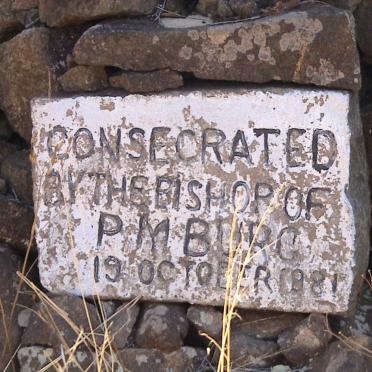 CONSECRATED
BY THE BISHOP OF
P M BURG
19 OCTOBER 1981